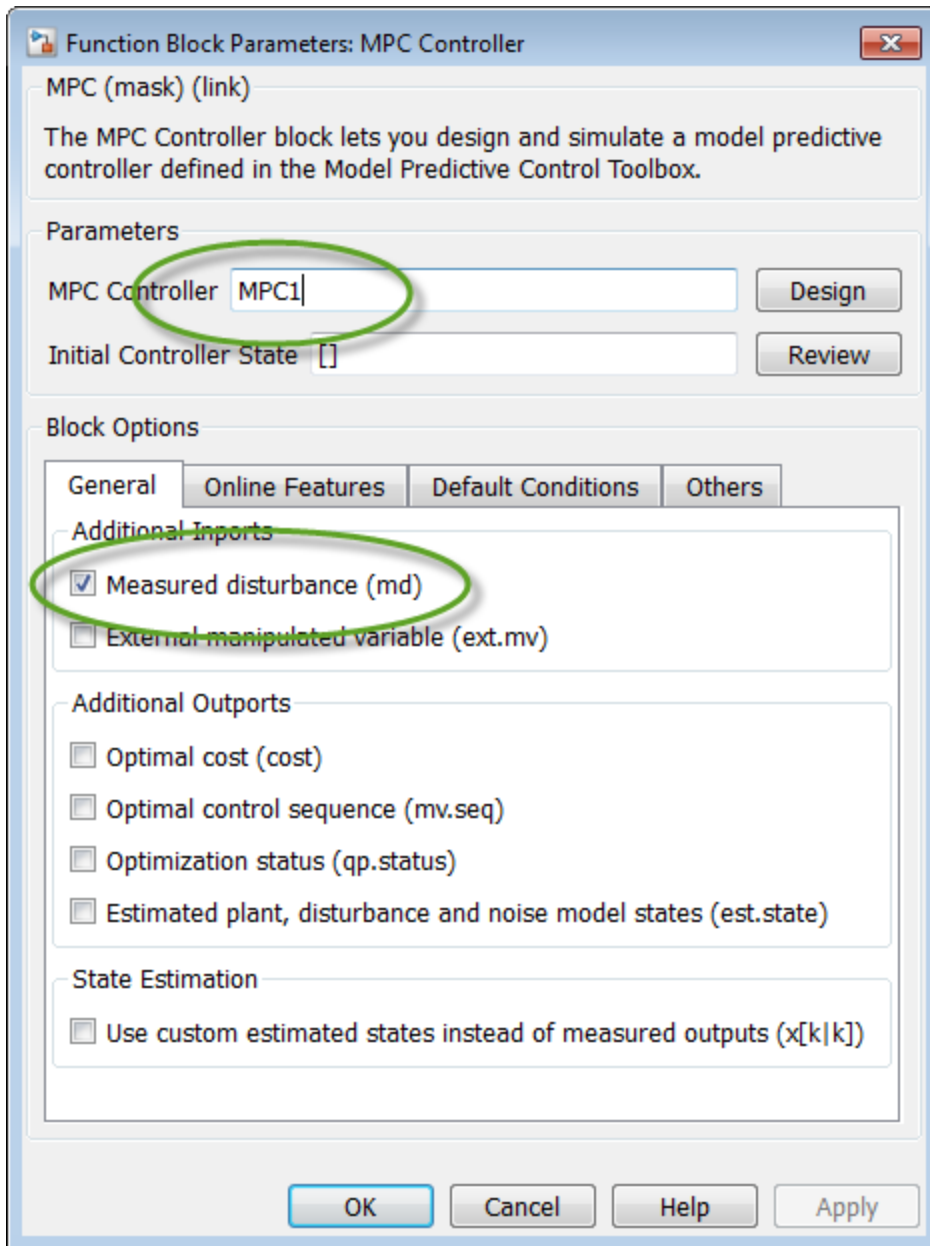 Function Block Parameters: MPC Controller
MPC (mask) (link)
The MPC Controller block lets you design and simulate a model predictive
controller defined in the Model Predictive Control Toolbox.
Parameters
MPC Controller MPC1 Design
Initial Controller State [] Review
Block Options
General Online Features Default Conditions Others
Additional Inports
Measured disturbance (md)
External manipulated variable (ext.mv)
Additional Outports
Optimal cost (cost)
Optimal control sequence (mv.seq)
Optimization status (qp.status)
Estimated plant, disturbance and noise model states (est.state)
State Estimation
Use custom estimated states instead of measured outputs (x[k|k])
OK Cancel Help Apply